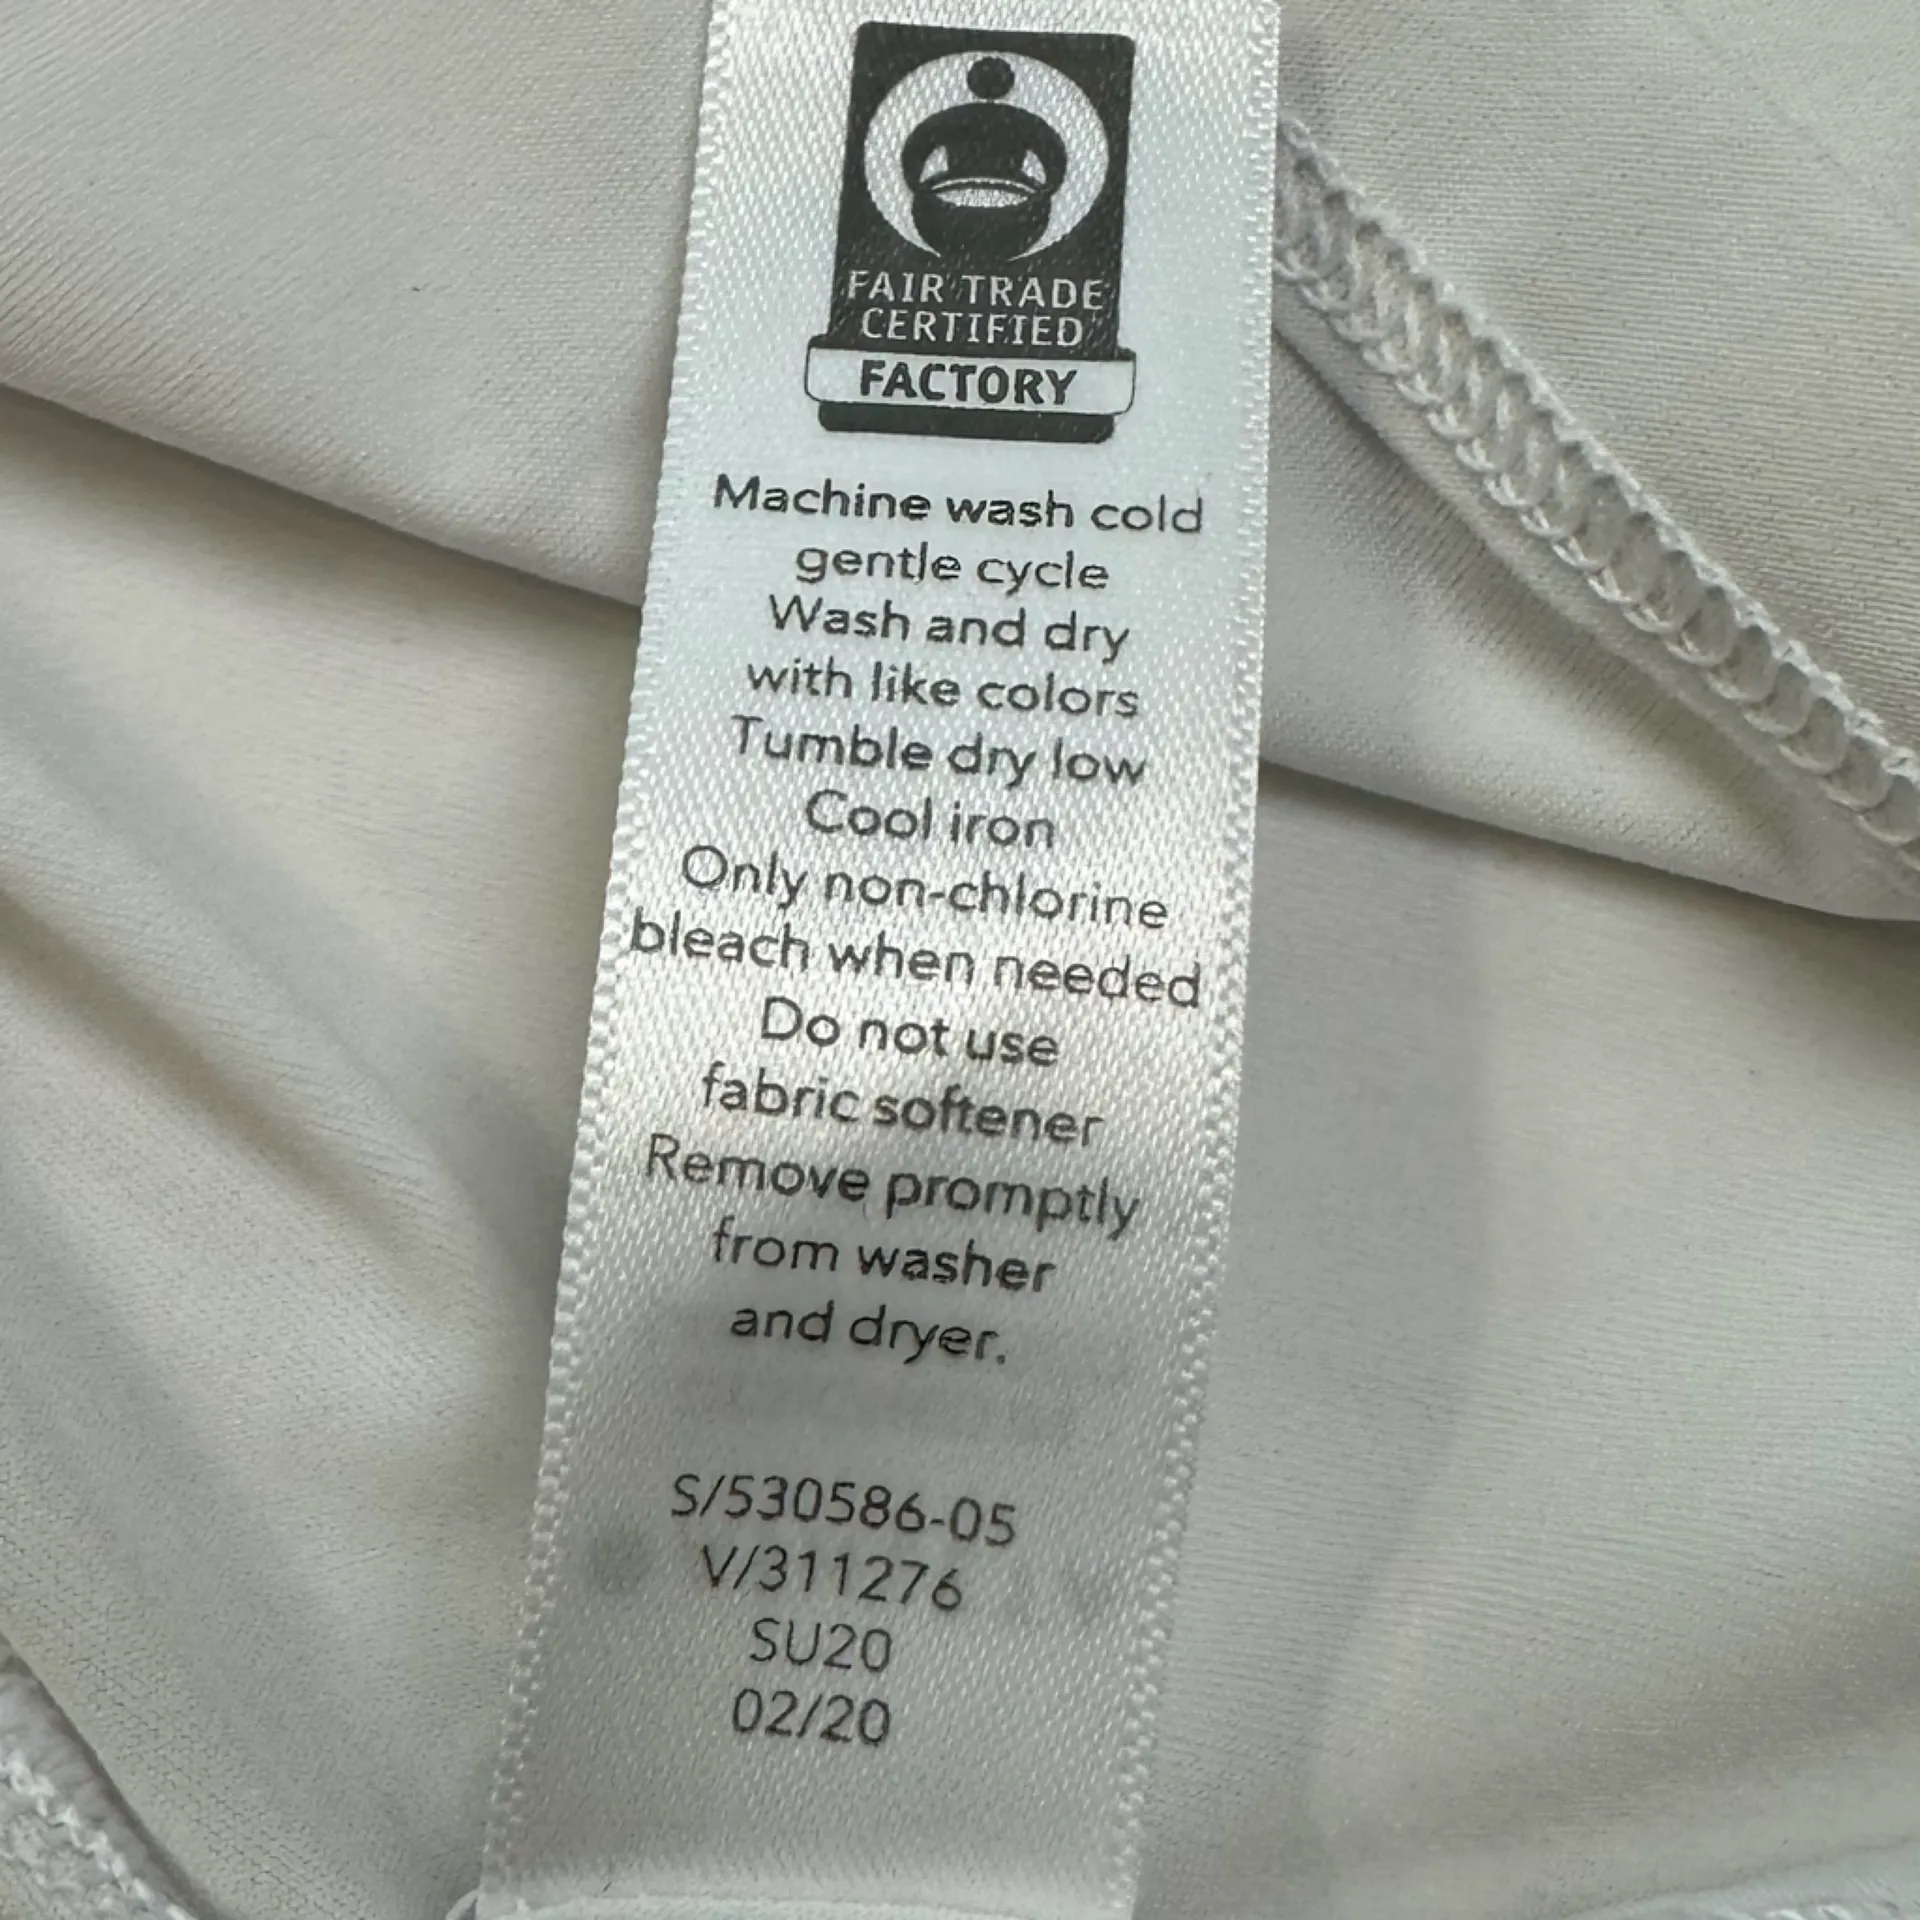 FAIR TRADE
CERTIFIED
FACTORY
Machine wash cold
gentle cycle
Wash and dry
with like colors
Tumble dry low
Cool iron
Only non-chlorine
bleach when needed
Do not use
fabric softener
Remove promptly
from washer
and dryer.
S/530586-05
V/311276
SU20
02/20